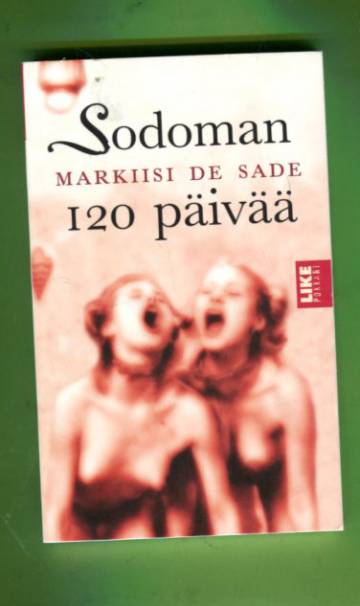 Sodoman
MARKIISI DE SADE
120 päivää
LIKE
POKKARI